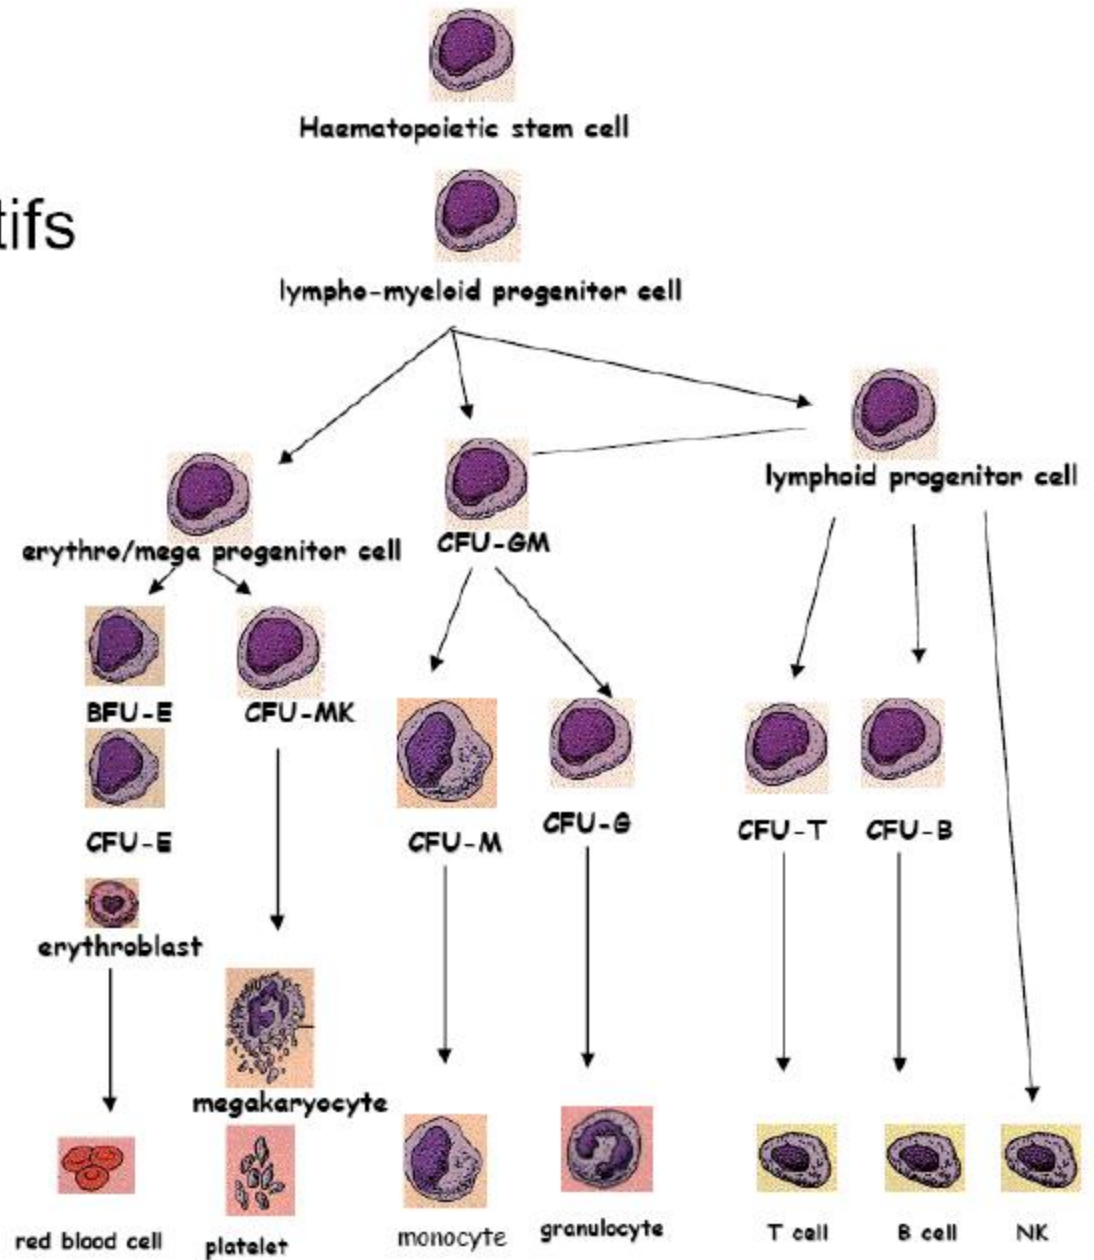 Haematopoietic stem cell
tifs
lympho-myeloid progenitor cell
lymphoid progenitor cell
erythro/mega progenitor cell
CFU-GM
BFU-E
CFU-MK
CFU-E
CFU-M
CFU-G
CFU-T
CFU-B
erythroblast
megakaryocyte
red blood cell
platelet
monocyte
granulocyte
T cell
B cell
NK